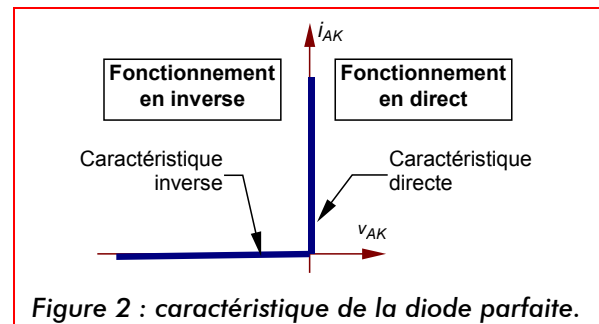 i_AK
Fonctionnement
en inverse
Fonctionnement
en direct
Caractéristique
inverse
Caractéristique
directe
v_AK
Figure 2 : caractéristique de la diode parfaite.